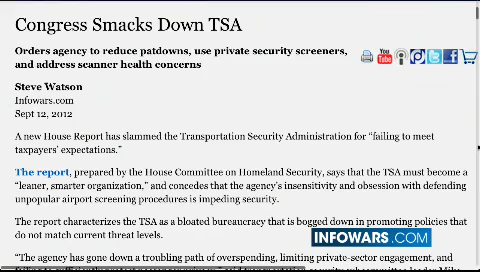 Congress Smacks Down TSA
Orders agency to reduce patdowns, use private security screeners,
and address scanner health concerns
You
Tube
Steve Watson
Infowars.com
Sept 12, 2012
A new House Report has slammed the Transportation Security Administration for “failing to meet
taxpayers’ expectations.”
The report, prepared by the House Committee on Homeland Security, says that the TSA must become a
“leaner, smarter organization,” and concedes that the agency’s insensitivity and obsession with defending
unpopular airport screening procedures is impeding security.
The report characterizes the TSA as a bloated bureaucracy that is bogged down in promoting policies that
do not match current threat levels.
INFOWARS.COM
“The agency has gone down a troubling path of overspending, limiting private-sector engagement, and